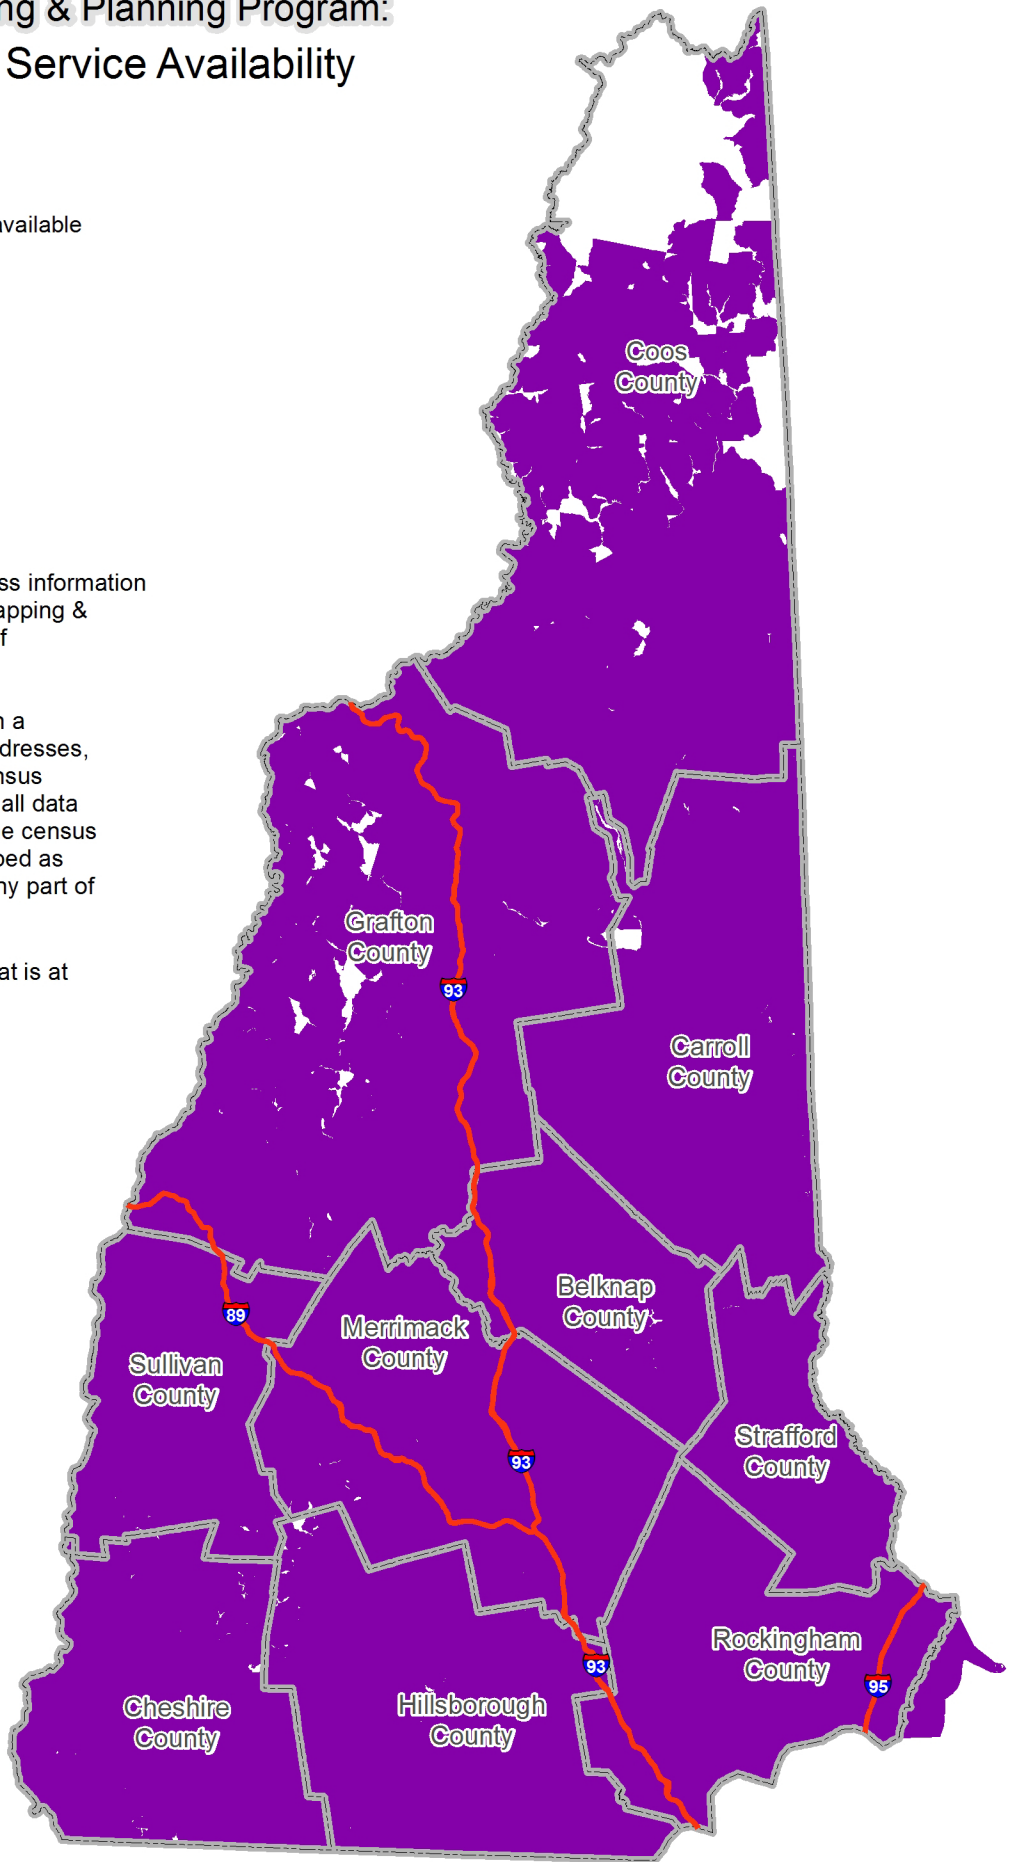 ng & Planning Program:
Service Availability
available
ss information
apping &
f
n a
dresses,
nsus
all data
e census
bed as
ny part of
at is at
Coos
County
Grafton
County
93
Carroll
County
89
Belknap
County
Merrimack
County
Sullivan
County
93
Strafford
County
Rockingham
County
93
95
Cheshire
County
Hillsborough
County